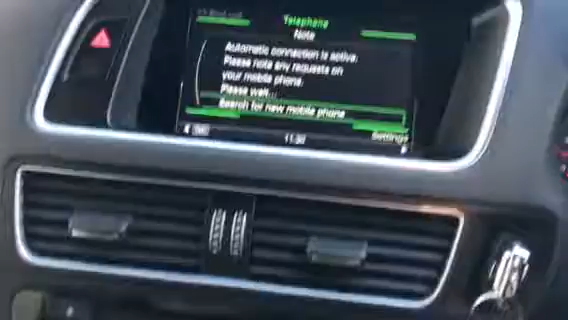 Telephone
Note
Automatic connection is active.
Please note any requests on
your mobile phone.
Please wait...
Search for new mobile phone
11:30
Settings